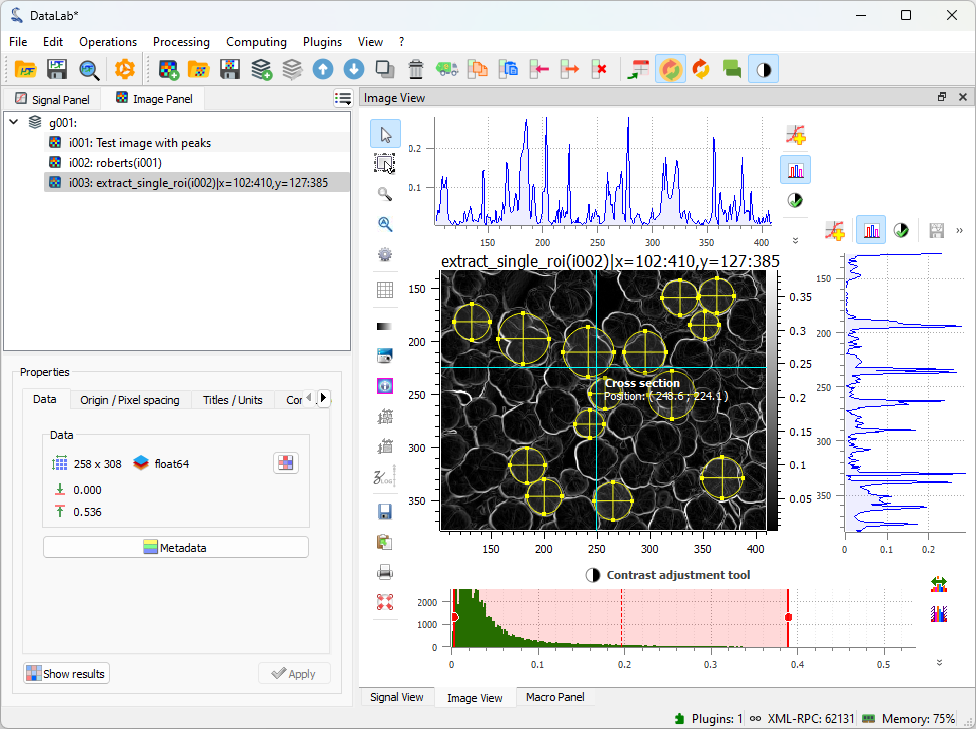 DataLab*
File Edit Operations Processing Computing Plugins View ?
Signal Panel Image Panel
g001:
i001: Test image with peaks
i002: roberts(i001)
i003: extract_single_roi(i002)|x=102:410,y=127:385
Properties
Data Origin / Pixel spacing Titles / Units Cor
Data
258 x 308 float64
0.000
0.536
Metadata
Show results Apply
Image View
0.2
0.1
150 200 250 300 350 400
extract_single_roi(i002)|x=102:410,y=127:385
150
200
250
300
350
150 200 250 300 350 400
Cross section
Position: ( 248.6 ; 224.1 )
0.35
0.3
0.25
0.2
0.15
0.1
0.05
»
150
200
250
300
350
0 0.1 0.2
LOG
Contrast adjustment tool
2000
1000
0
0 0.1 0.2 0.3 0.4 0.5
Signal View Image View Macro Panel
Plugins: 1 XML-RPC: 62131 Memory: 75%